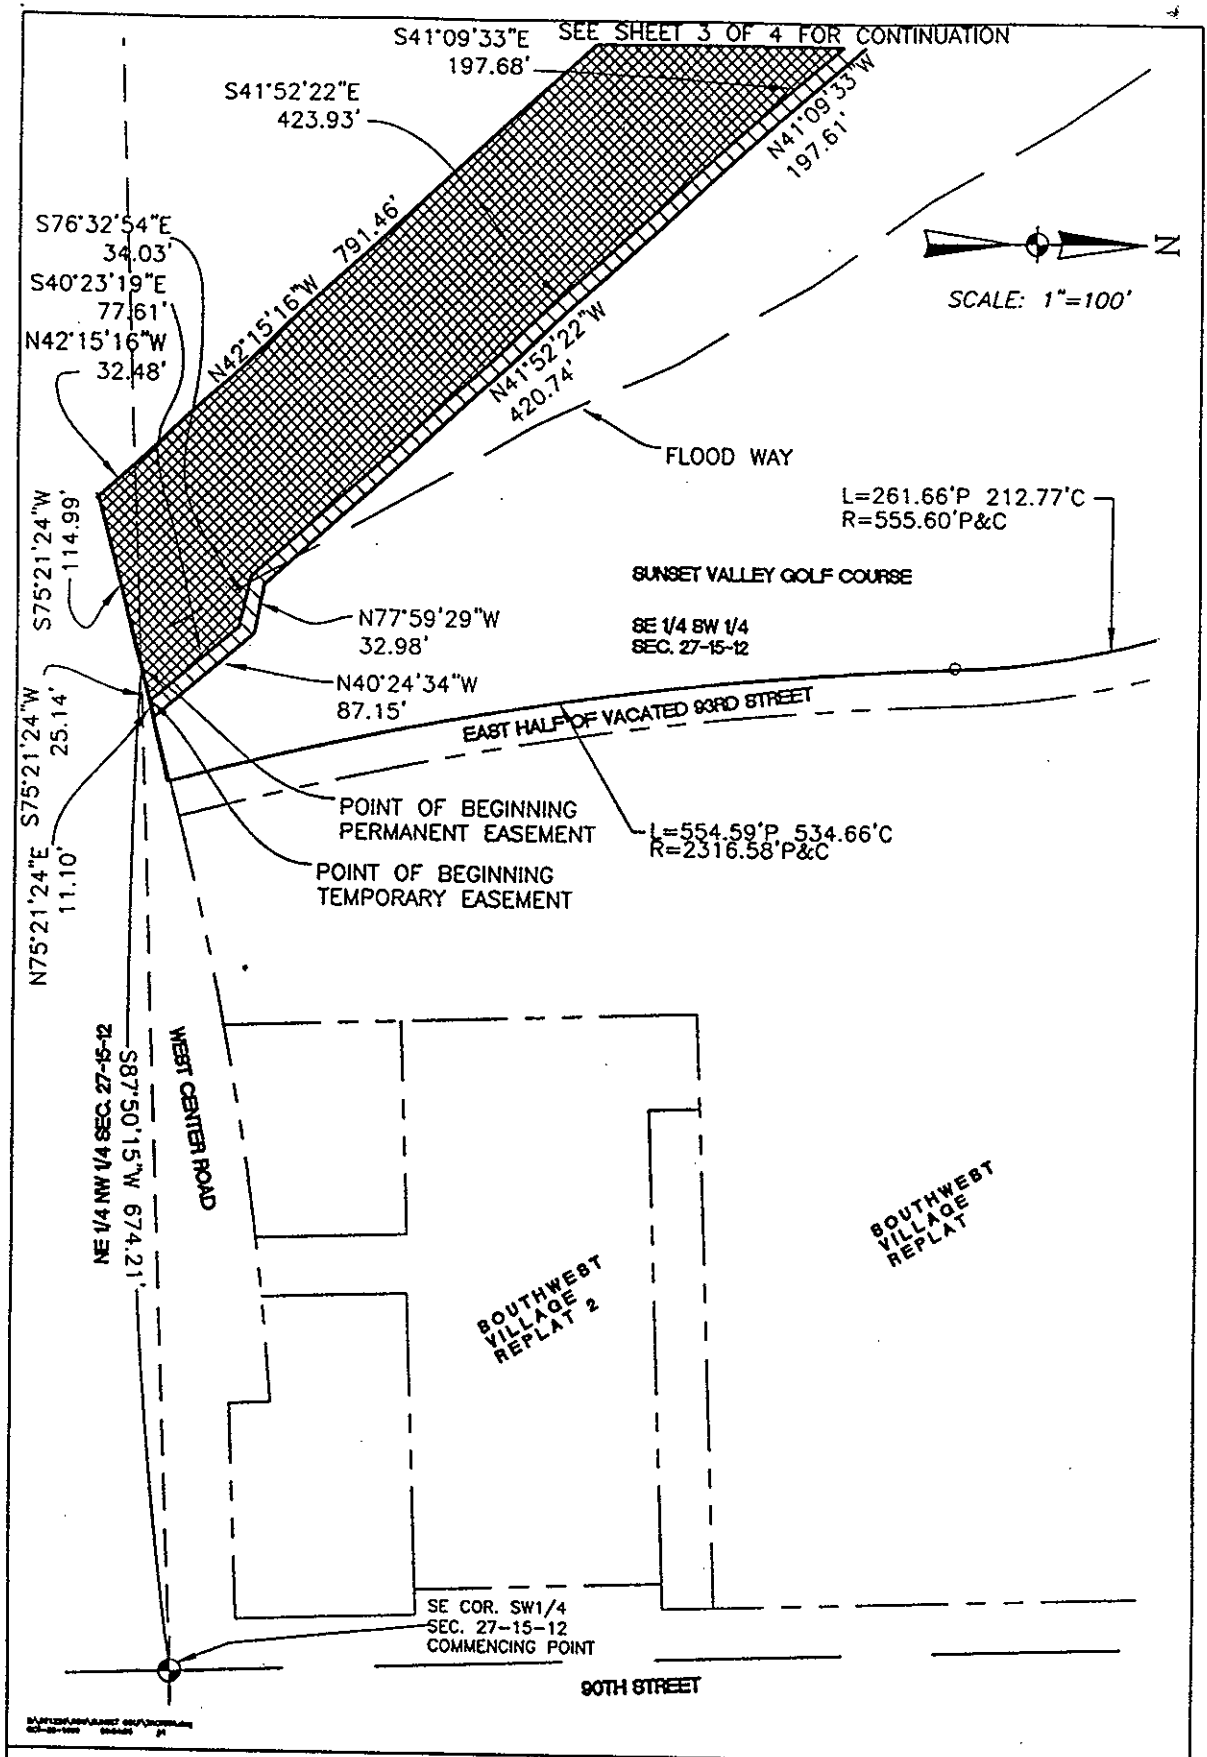 SEE SHEET 3 OF 4 FOR CONTINUATION
S41°09'33"E
197.68'
S41°52'22"E
423.93'
N41°09'33"W
197.61'
S76°32'54"E
34.03'
S40°23'19"E
77.61'
N42°15'16"W
32.48'
N42°15'16"W 791.46'
N41°52'22"W
420.74'
N
SCALE: 1"=100'
FLOOD WAY
L=261.66'P 212.77'C
R=555.60'P&C
SUNSET VALLEY GOLF COURSE
SE 1/4 SW 1/4
SEC. 27-15-12
S75°21'24"W
114.99'
N77°59'29"W
32.98'
N40°24'34"W
87.15'
EAST HALF OF VACATED 93RD STREET
S75°21'24"W
25.14'
N75°21'24"E
11.10'
POINT OF BEGINNING
PERMANENT EASEMENT
L=554.59'P 534.66'C
R=2316.58'P&C
POINT OF BEGINNING
TEMPORARY EASEMENT
NE 1/4 NW 1/4 SEC. 27-15-12
S87°50'15"W 674.21'
WEST CENTER ROAD
SOUTHWEST
VILLAGE
REPLAT
SOUTHWEST
VILLAGE
REPLAT 2
SE COR. SW1/4
SEC. 27-15-12
COMMENCING POINT
90TH STREET